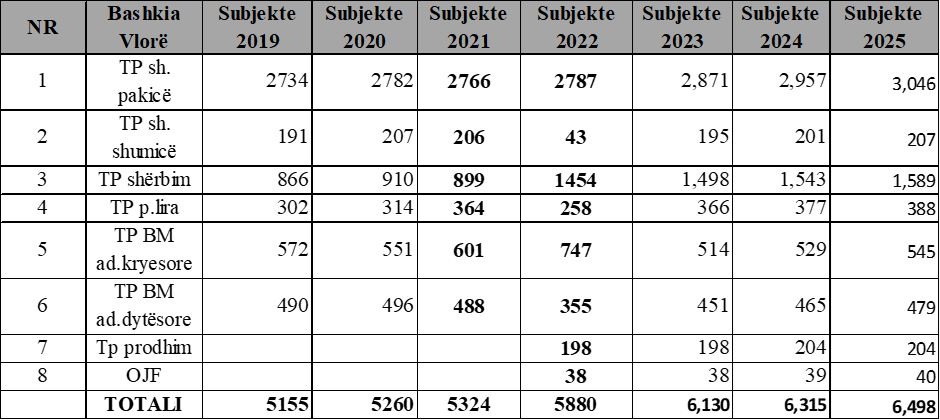 NR Bashkia Vlorë Subjekte 2019 Subjekte 2020 Subjekte 2021 Subjekte 2022 Subjekte 2023 Subjekte 2024 Subjekte 2025
1 TP sh. pakicë 2734 2782 2766 2787 2,871 2,957 3,046
2 TP sh. shumicë 191 207 206 43 195 201 207
3 TP shërbim 866 910 899 1454 1,498 1,543 1,589
4 TP p.lira 302 314 364 258 366 377 388
5 TP BM ad.kryesore 572 551 601 747 514 529 545
6 TP BM ad.dytësore 490 496 488 355 451 465 479
7 Tp prodhim 198 198 204 204
8 OJF 38 38 39 40
TOTALI 5155 5260 5324 5880 6,130 6,315 6,498